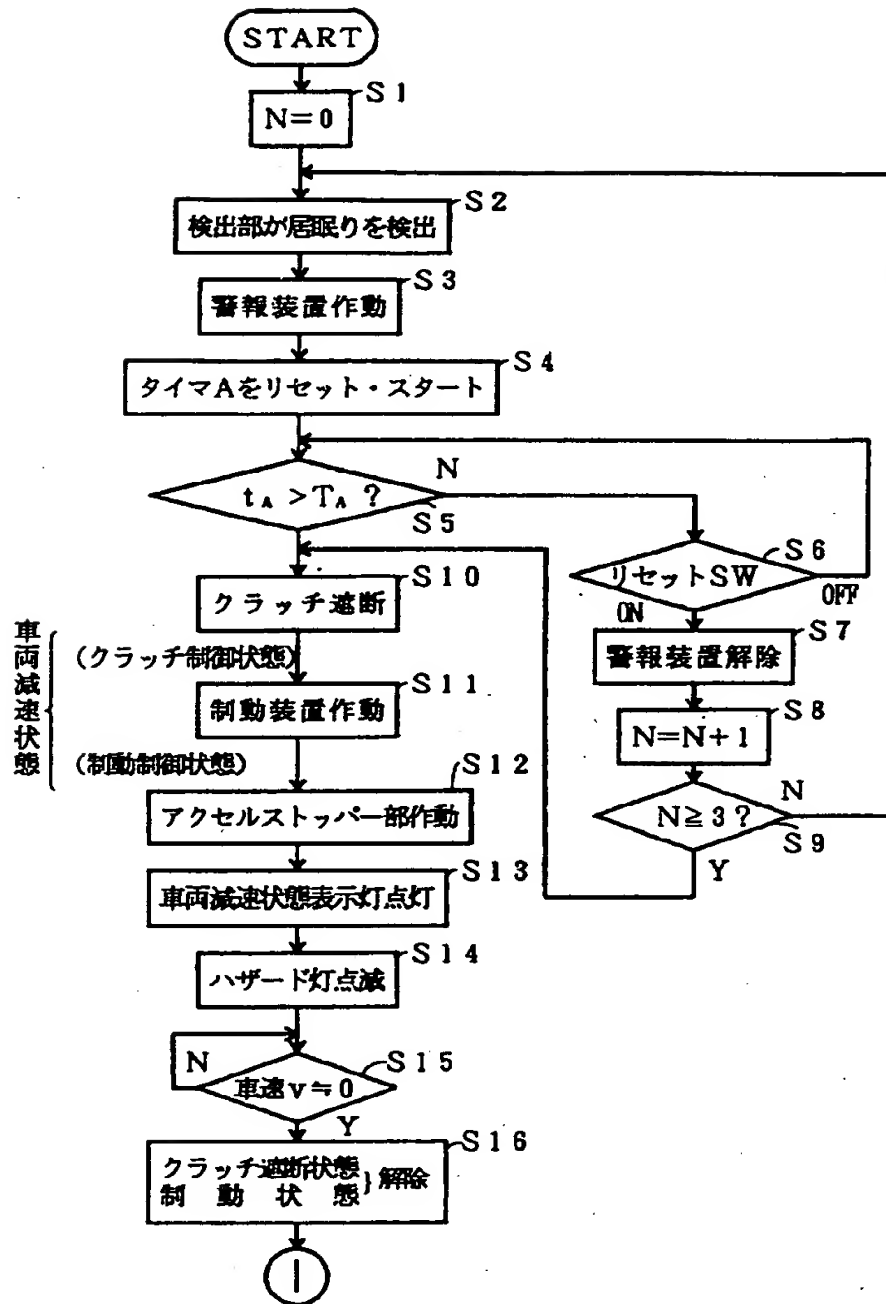 START
S1
N=0
S2
検出部が居眠りを検出
S3
警報装置作動
S4
タイマAをリセット・スタート
tA>TA?
N
S5
リセットSW
S6
ON
OFF
S7
警報装置解除
S8
N=N+1
N≧3?
N
S9
Y
S10
クラッチ遮断
車両減速状態
(クラッチ制御状態)
S11
制動装置作動
(制動制御状態)
S12
アクセルストッパー部作動
S13
車両減速状態表示灯点灯
S14
ハザード灯点滅
S15
N
車速v≒0
Y
S16
クラッチ遮断状態
制動状態
}解除
I